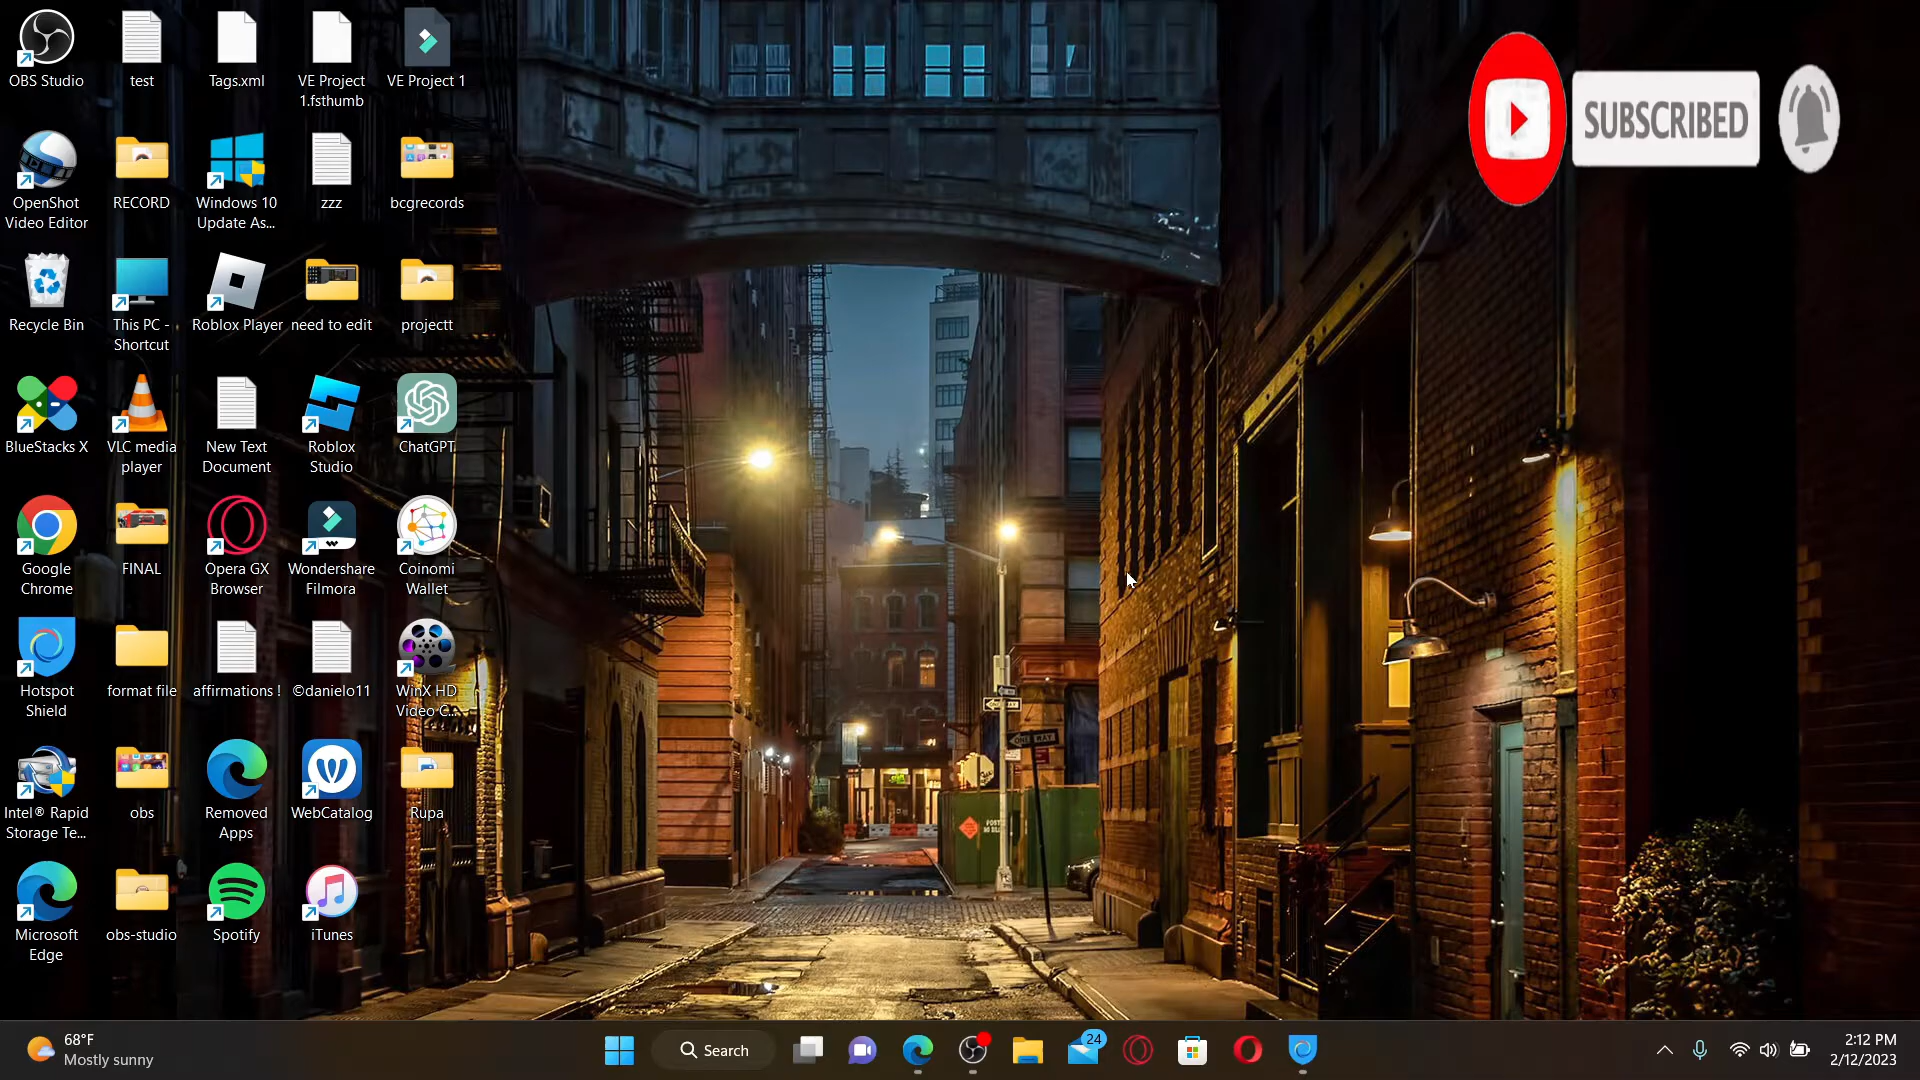 OBS Studio
test
Tags.xml
VE Project
1.fsthumb
VE Project 1
SUBSCRIBED
OpenShot
Video Editor
RECORD
Windows 10
Update As...
zzz
bcgrecords
Recycle Bin
This PC -
Shortcut
Roblox Player
need to edit
projectt
BlueStacks X
VLC media
player
New Text
Document
Roblox
Studio
ChatGPT
Google
Chrome
FINAL
Opera GX
Browser
Wondershare
Filmora
Coinomi
Wallet
Hotspot
Shield
format file
affirmations !
©danielo11
WinX HD
Video C...
ONE WAY
Intel® Rapid
Storage Te...
obs
Removed
Apps
WebCatalog
Rupa
Microsoft
Edge
obs-studio
Spotify
iTunes
68°F
Mostly sunny
Search
24
2:12 PM
2/12/2023